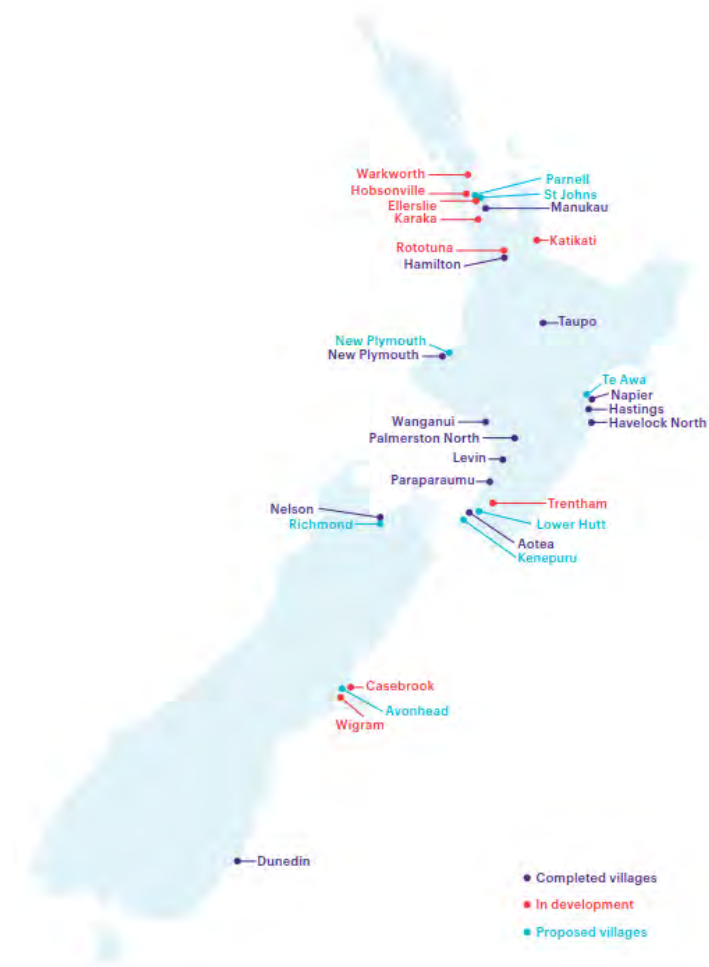 Warkworth
Parnell
Hobsonville
St Johns
Ellerslie
Manukau
Karaka
Katikati
Rototuna
Hamilton
Taupo
New Plymouth
New Plymouth
Te Awa
Napier
Hastings
Wanganui
Havelock North
Palmerston North
Levin
Paraparaumu
Trentham
Nelson
Richmond
Lower Hutt
Aotea
Kenepuru
Casebrook
Avonhead
Wigram
Dunedin
Completed villages
In development
Proposed villages